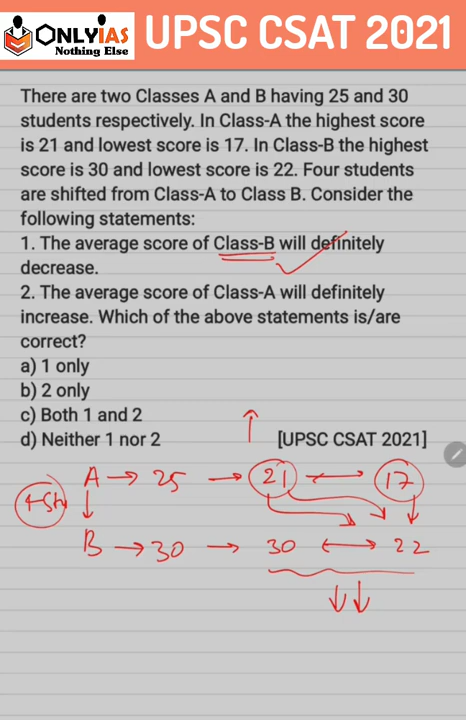 ONLYIAS
Nothing Else
UPSC CSAT 2021
There are two Classes A and B having 25 and 30
students respectively. In Class-A the highest score
is 21 and lowest score is 17. In Class-B the highest
score is 30 and lowest score is 22. Four students
are shifted from Class-A to Class B. Consider the
following statements:
1. The average score of Class-B will definitely
decrease.
2. The average score of Class-A will definitely
increase. Which of the above statements is/are
correct?
a) 1 only
b) 2 only
c) Both 1 and 2
d) Neither 1 nor 2 [UPSC CSAT 2021]
A → 25 → 21 ↔ 17
B → 30 → 30 ↔ 22